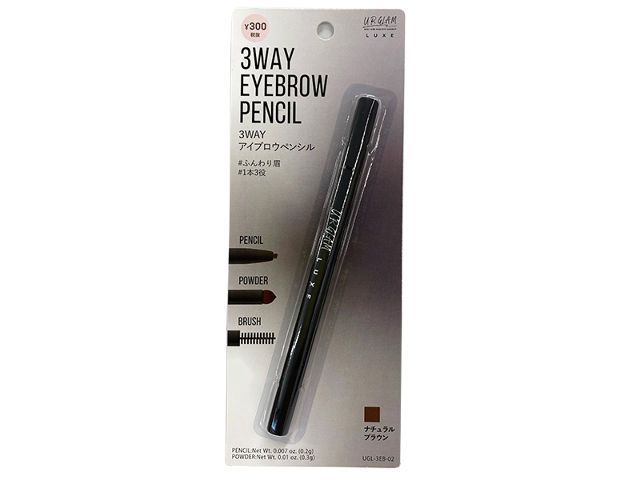 ¥300
税抜
U R GLAM
LUXE
3WAY
EYEBROW
PENCIL
3WAY
アイブロウペンシル
#ふんわり眉
#1本3役
PENCIL
POWDER
BRUSH
U R GLAM
LUXE
ナチュラル
ブラウン
PENCIL:Net Wt. 0.007 oz. (0.2g)
POWDER:Net Wt. 0.01 oz. (0.3g)
UGL-3EB-02